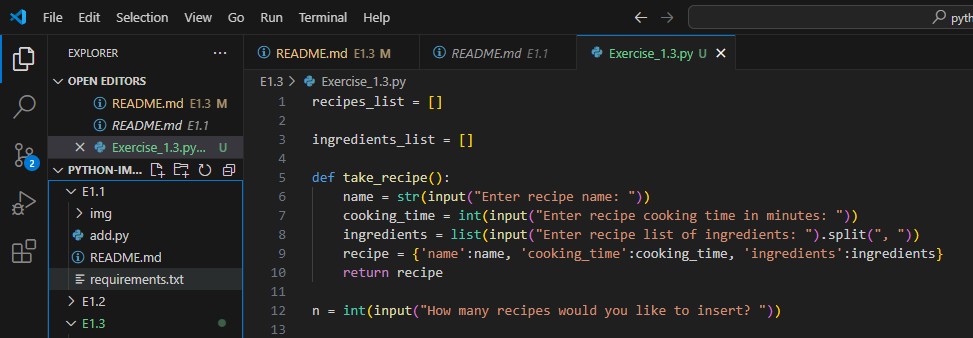 File Edit Selection View Go Run Terminal Help pyth
EXPLORER ...
OPEN EDITORS
README.md E1.3 M
README.md E1.1
Exercise_1.3.py... U
PYTHON-IM...
E1.1
img
add.py
README.md
requirements.txt
E1.2
E1.3
2
README.md E1.3 M README.md E1.1 Exercise_1.3.py U
E1.3 > Exercise_1.3.py
1 recipes_list = []
2
3 ingredients_list = []
4
5 def take_recipe():
6 name = str(input("Enter recipe name: "))
7 cooking_time = int(input("Enter recipe cooking time in minutes: "))
8 ingredients = list(input("Enter recipe list of ingredients: ").split(", "))
9 recipe = {'name':name, 'cooking_time':cooking_time, 'ingredients':ingredients}
10 return recipe
11
12 n = int(input("How many recipes would you like to insert? "))
13